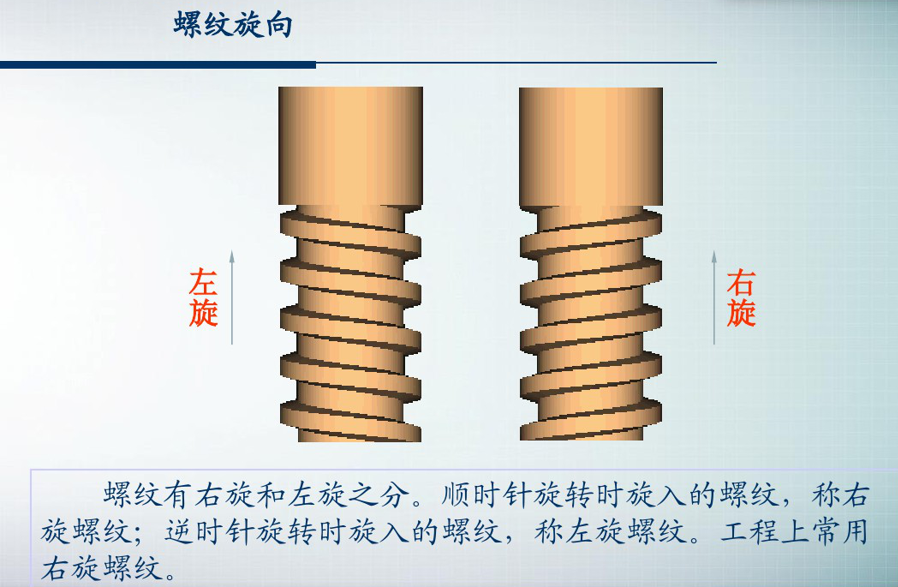 螺纹旋向
左旋
右旋
螺纹有右旋和左旋之分。顺时针旋转时旋入的螺纹，称右
旋螺纹；逆时针旋转时旋入的螺纹，称左旋螺纹。工程上常用
右旋螺纹。